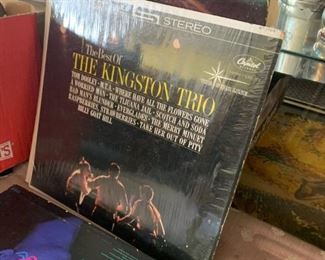 STEREO
Capitol
The Best Of
THE KINGSTON TRIO
TOM DOOLEY • M.T.A. • WHERE HAVE ALL THE FLOWERS GONE
A WORRIED MAN • THE TIJUANA JAIL • SCOTCH AND SODA
BAD MAN'S BLUNDER • EVERGLADES • THE MERRY MINUET
RASPBERRIES, STRAWBERRIES • TAKE HER OUT OF PITY
BILLY GOAT HILL